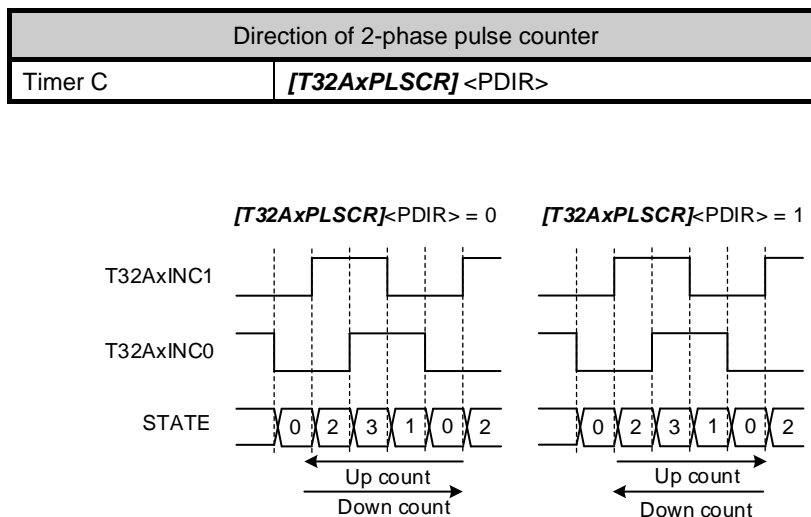 Direction of 2-phase pulse counter
Timer C [T32AxPLSCR] <PDIR>
[T32AxPLSCR]<PDIR> = 0 [T32AxPLSCR]<PDIR> = 1
T32AxINC1
T32AxINC0
STATE 0 2 3 1 0 2 0 2 3 1 0 2
Up count Up count
Down count Down count